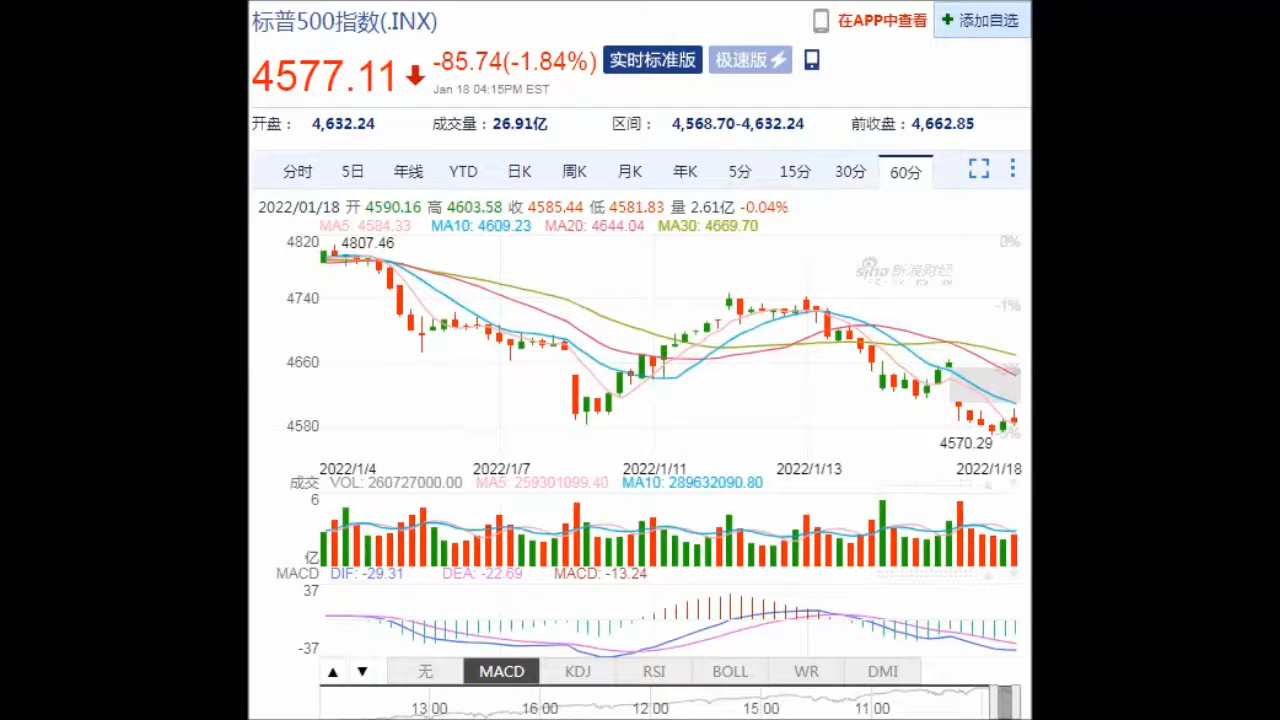 标普500指数(.INX)
在APP中查看
添加自选
4577.11
-85.74(-1.84%)
实时标准版
极速版
Jan 18 04:15PM EST
开盘： 4,632.24 成交量：26.91亿 区间： 4,568.70-4,632.24 前收盘：4,662.85
分时 5日 年线 YTD 日K 周K 月K 年K 5分 15分 30分 60分
2022/01/18 开 4590.16 高 4603.58 收 4585.44 低 4581.83 量 2.61亿 -0.04%
MA5: 4584.33 MA10: 4609.23 MA20: 4644.04 MA30: 4669.70
4820
4807.46
0%
sina 新浪财经
4740
-1%
4660
4580
4570.29
2022/1/4 2022/1/7 2022/1/11 2022/1/13 2022/1/18
成交 VOL: 260727000.00 MA5: 259301099.40 MA10: 289632090.80
6
亿
MACD DIF: -29.31 DEA: -22.69 MACD: -13.24
37
-37
▲ ▼ 无 MACD KDJ RSI BOLL WR DMI
13:00 16:00 12:00 15:00 11:00